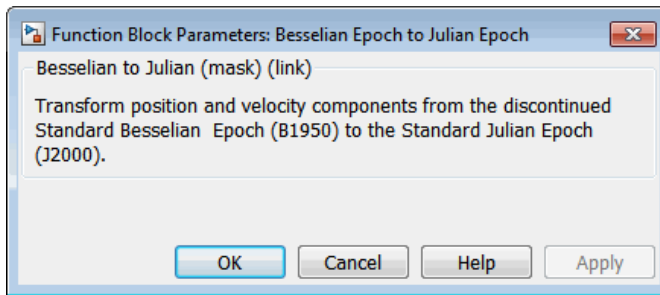 Function Block Parameters: Besselian Epoch to Julian Epoch
Besselian to Julian (mask) (link)
Transform position and velocity components from the discontinued
Standard Besselian  Epoch (B1950) to the Standard Julian Epoch
(J2000).
OK Cancel Help Apply